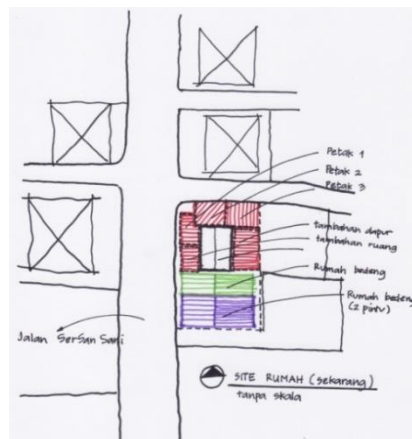 Petak 1
Petak 2
Petak 3
tambahan dapur
tambahan ruang
Rumah bedeng
Rumah bedeng
(2 pintu)
Jalan SerSan Sani
SITE RUMAH (sekarang)
tanpa skala